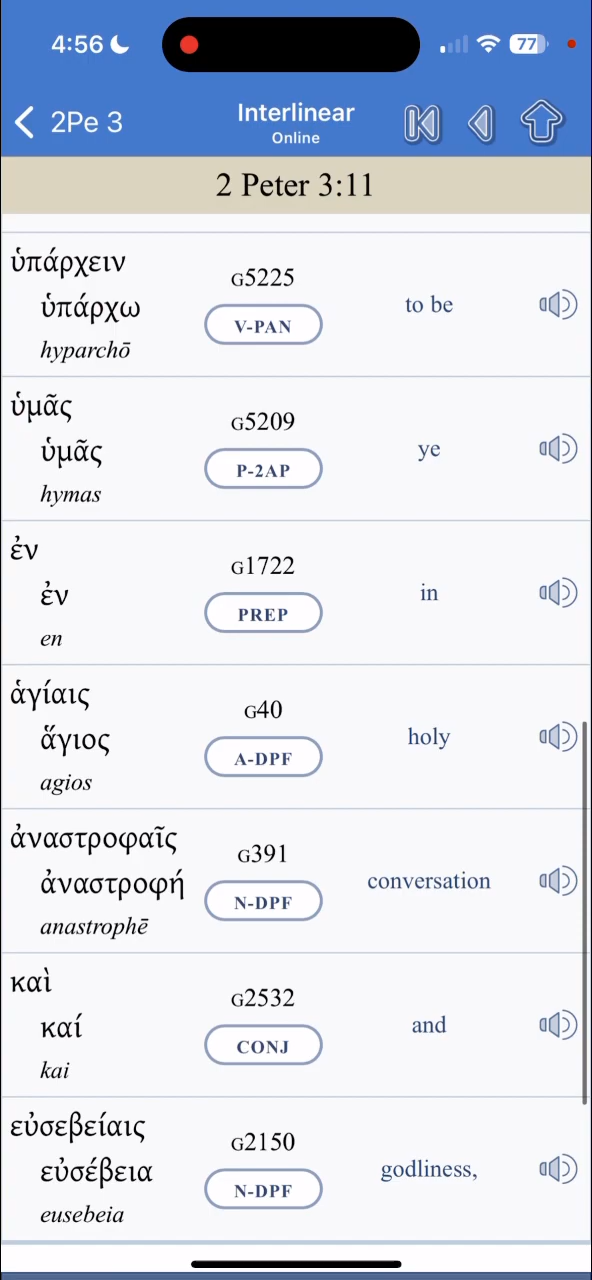 4:56
77
2Pe 3
Interlinear
Online
2 Peter 3:11
ὑπάρχειν
ὑπάρχω
hyparchō
G5225
V-PAN
to be
ὑμᾶς
ὑμᾶς
hymas
G5209
P-2AP
ye
ἐν
ἐν
en
G1722
PREP
in
ἁγίαις
ἅγιος
agios
G40
A-DPF
holy
ἀναστροφαῖς
ἀναστροφή
anastrophē
G391
N-DPF
conversation
καὶ
καί
kai
G2532
CONJ
and
εὐσεβείαις
εὐσέβεια
eusebeia
G2150
N-DPF
godliness,